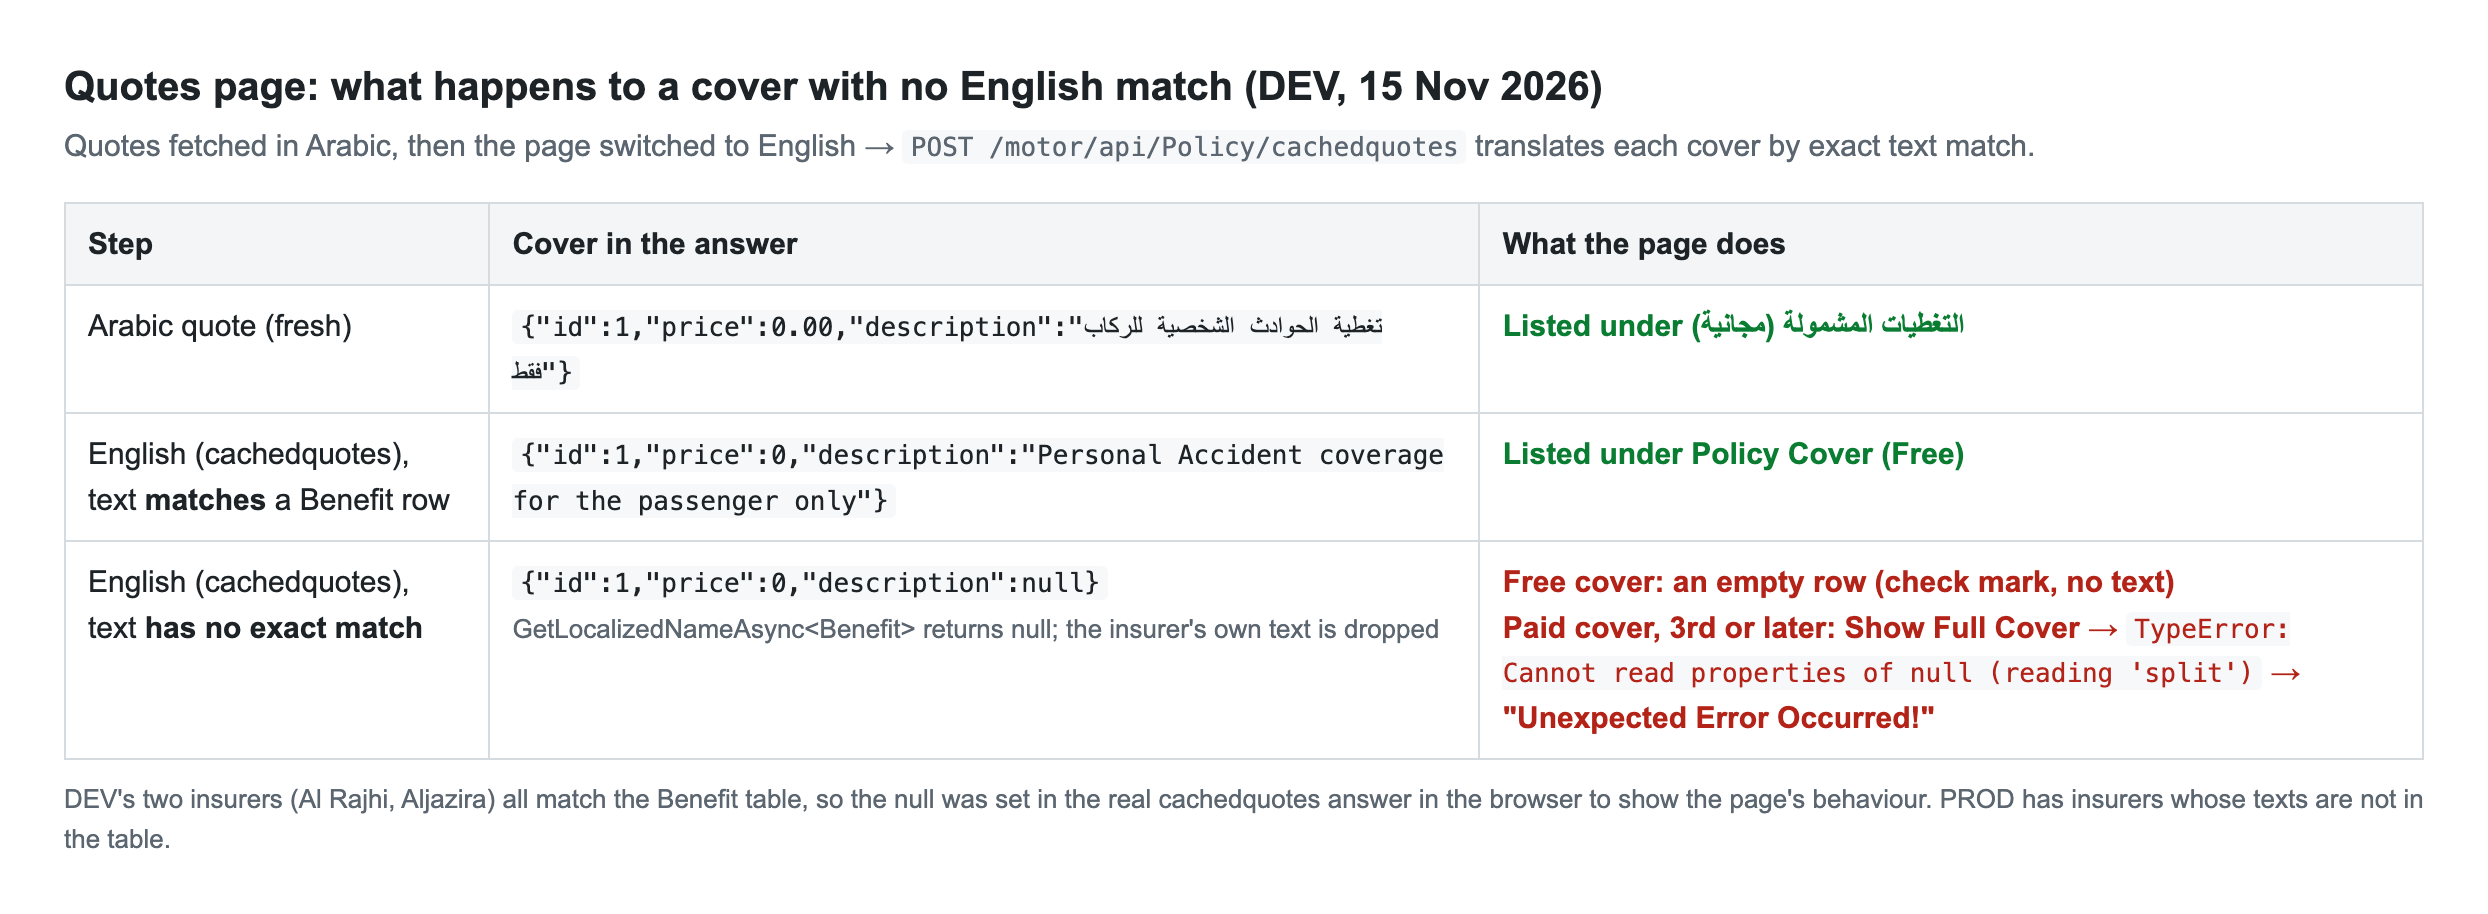 Quotes page: what happens to a cover with no English match (DEV, 15 Nov 2026)
Quotes fetched in Arabic, then the page switched to English → POST /motor/api/Policy/cachedquotes translates each cover by exact text match.
Step
Cover in the answer
What the page does
Arabic quote (fresh)
{"id":1,"price":0.00,"description":"تغطية الحوادث الشخصية للركاب
فقط"}
Listed under التغطيات المشمولة (مجانية)
English (cachedquotes),
text matches a Benefit row
{"id":1,"price":0,"description":"Personal Accident coverage
for the passenger only"}
Listed under Policy Cover (Free)
English (cachedquotes),
text has no exact match
{"id":1,"price":0,"description":null}
GetLocalizedNameAsync<Benefit> returns null; the insurer's own text is dropped
Free cover: an empty row (check mark, no text)
Paid cover, 3rd or later: Show Full Cover → TypeError:
Cannot read properties of null (reading 'split') →
"Unexpected Error Occurred!"
DEV's two insurers (Al Rajhi, Aljazira) all match the Benefit table, so the null was set in the real cachedquotes answer in the browser to show the page's behaviour. PROD has insurers whose texts are not in
the table.